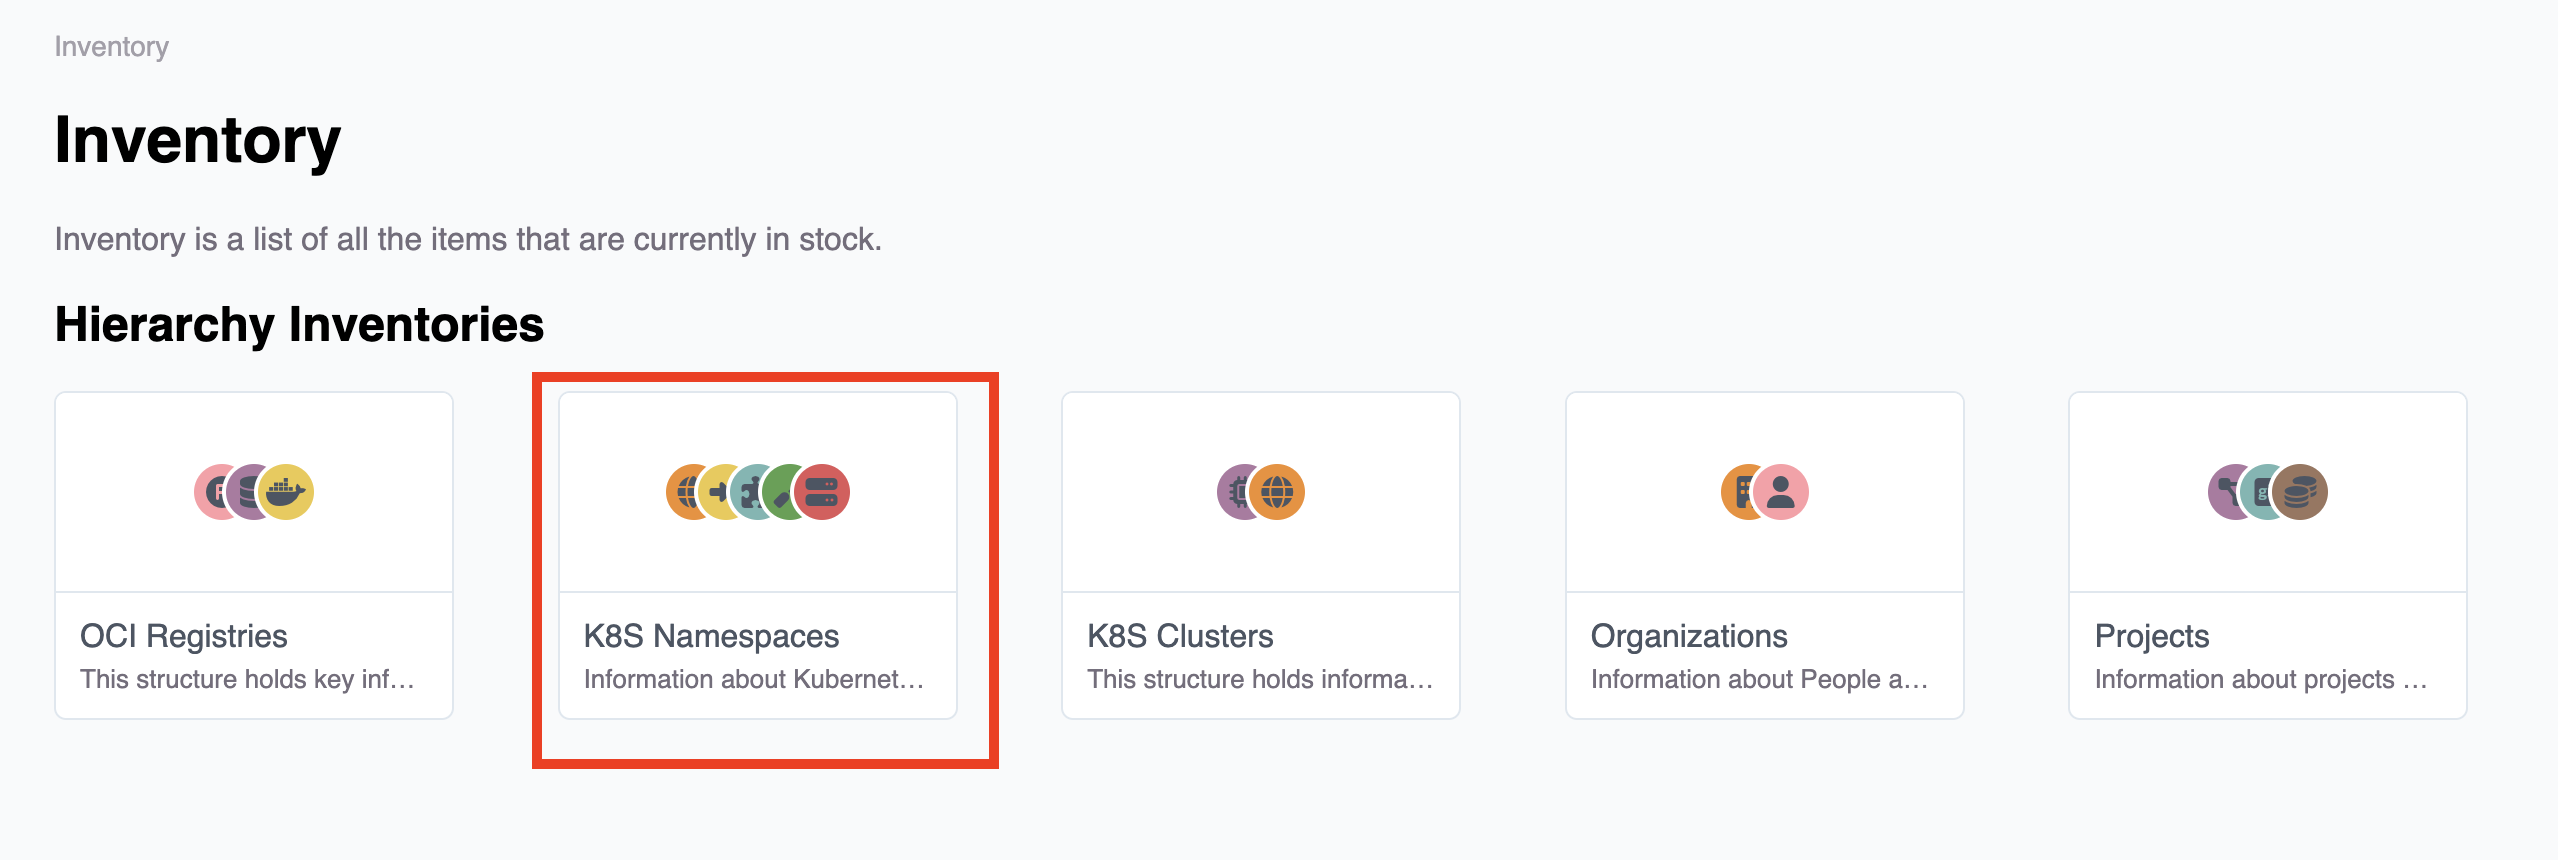 Inventory
Inventory
Inventory is a list of all the items that are currently in stock.
Hierarchy Inventories
OCI Registries
This structure holds key inf...
K8S Namespaces
Information about Kubernet...
K8S Clusters
This structure holds informa...
Organizations
Information about People a...
Projects
Information about projects ...